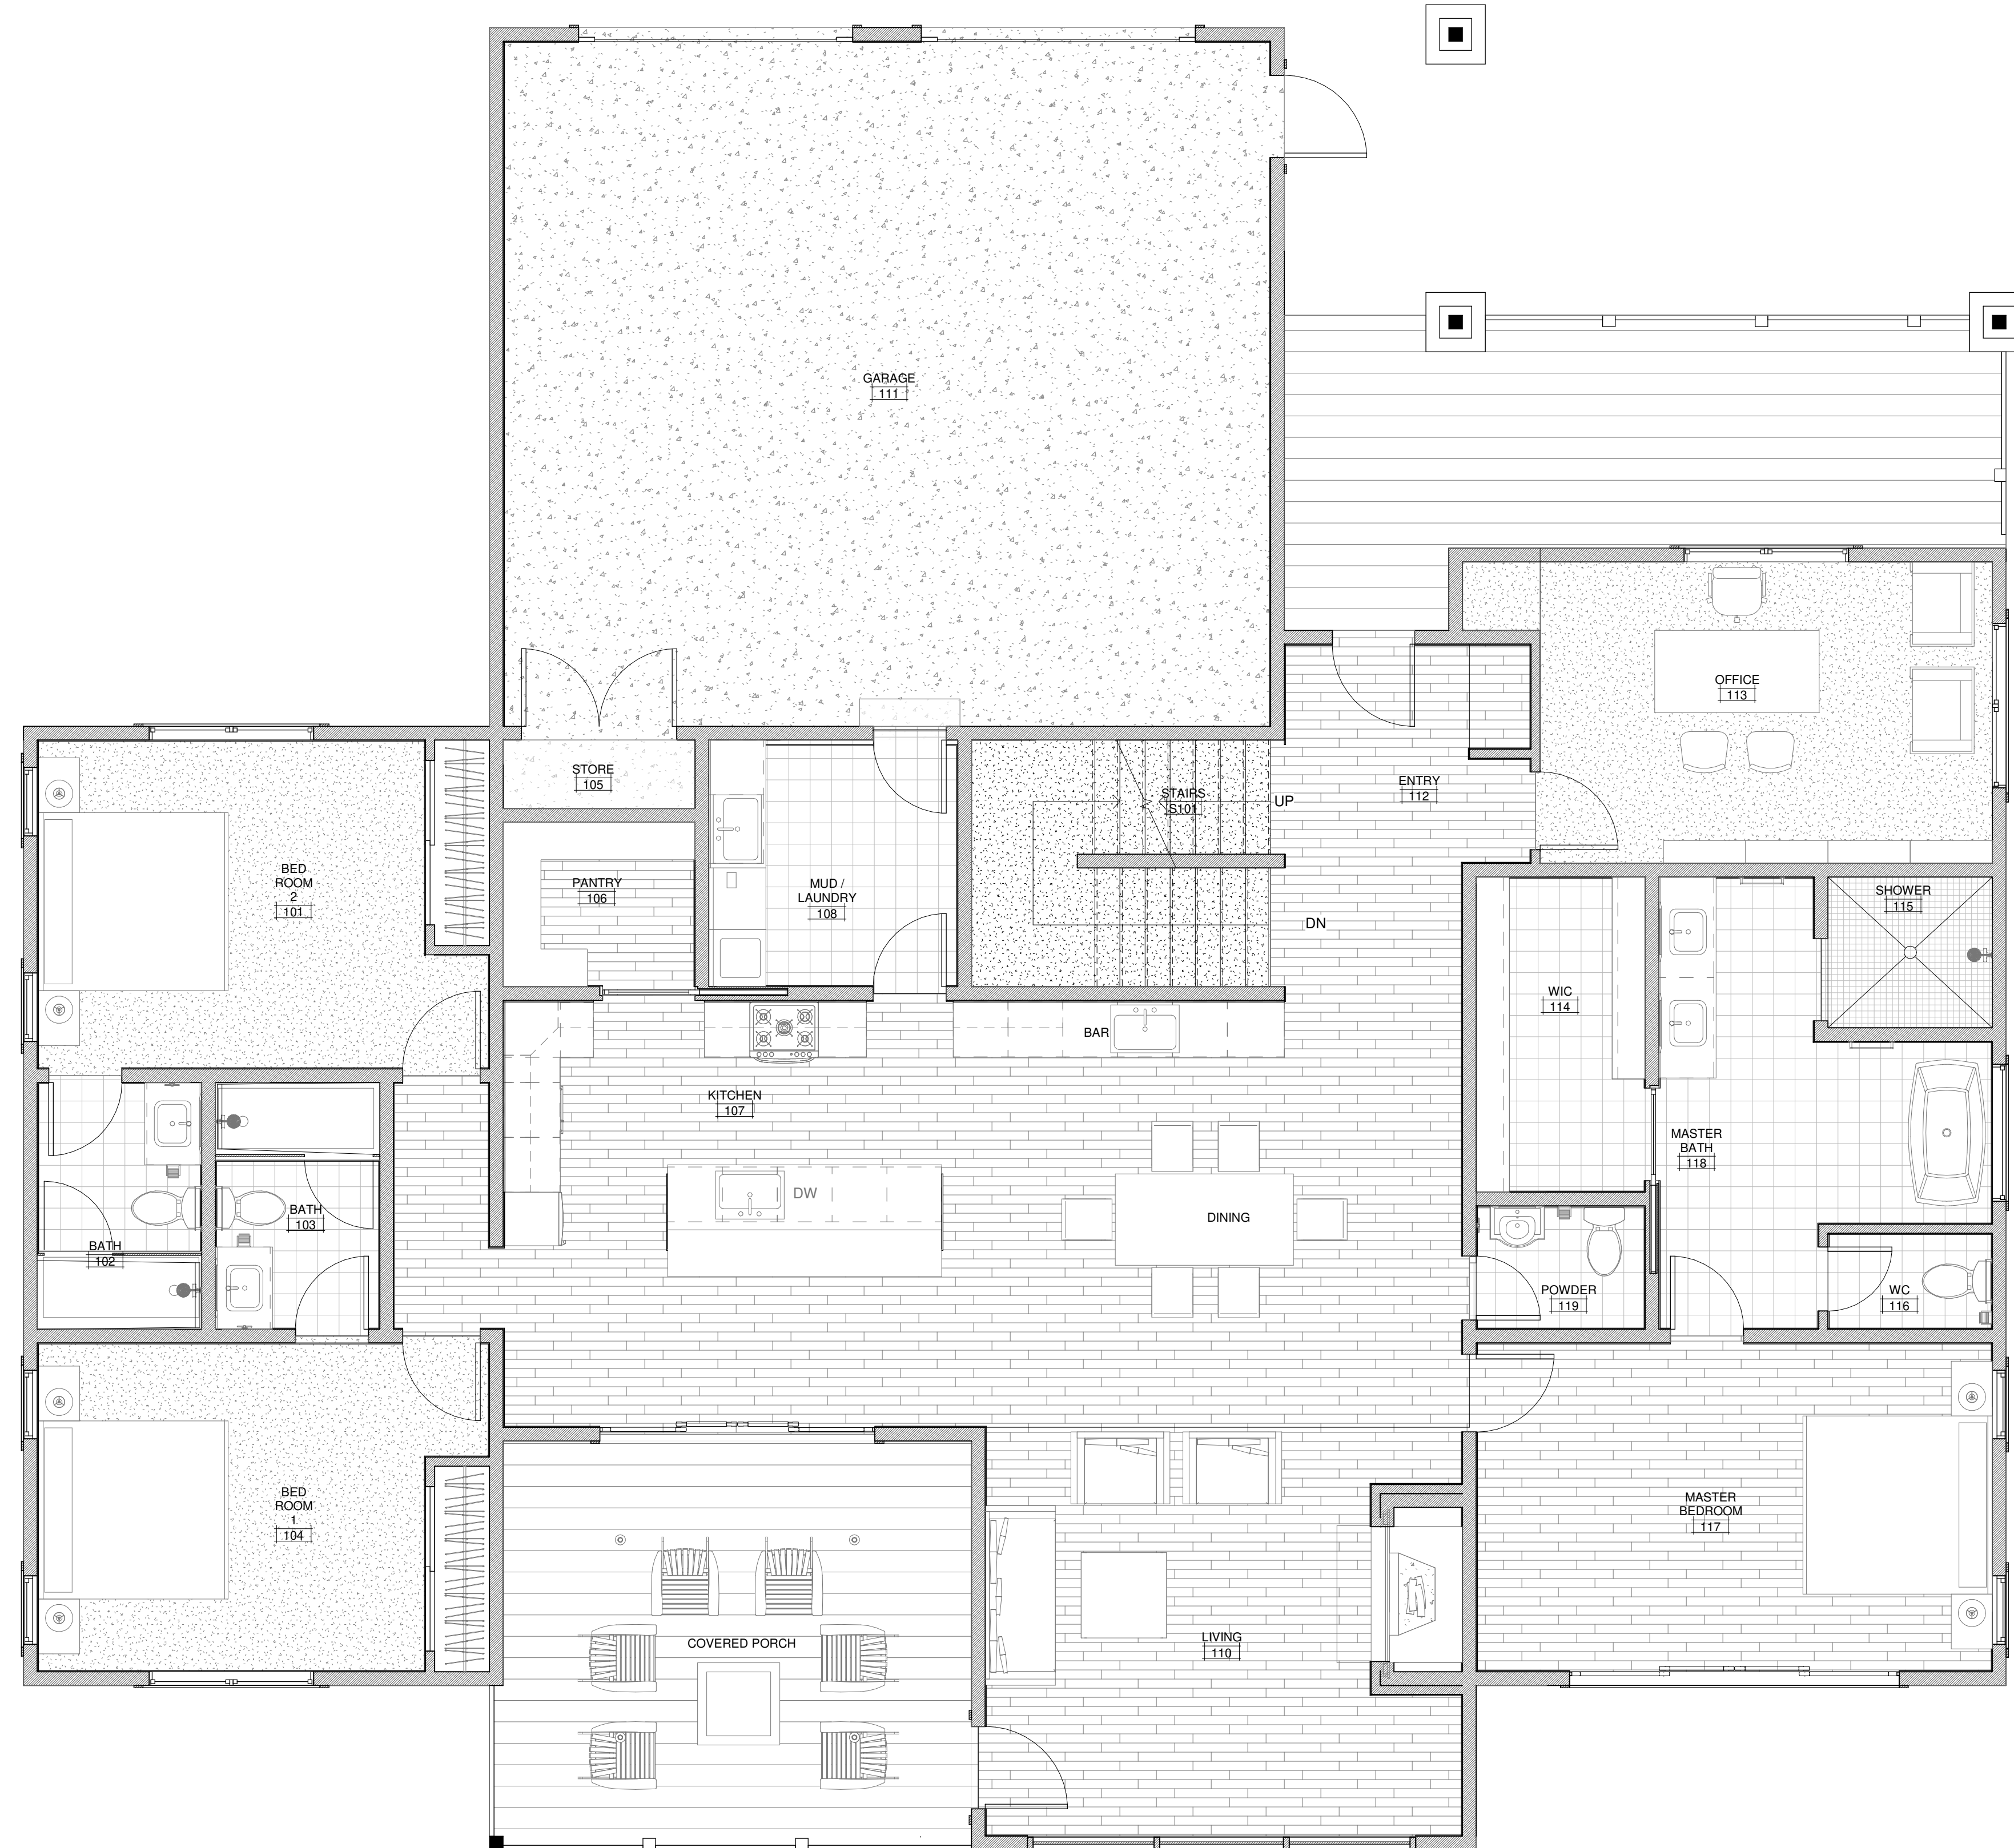 GARAGE
111
OFFICE
113
STORE
105
STAIRS
S101
UP
ENTRY
112
BED
ROOM
2
101
PANTRY
106
MUD /
LAUNDRY
108
DN
SHOWER
115
WIC
114
BAR
KITCHEN
107
MASTER
BATH
118
DW
BATH
103
DINING
BATH
102
POWDER
119
WC
116
BED
ROOM
1
104
MASTER
BEDROOM
117
COVERED PORCH
LIVING
110